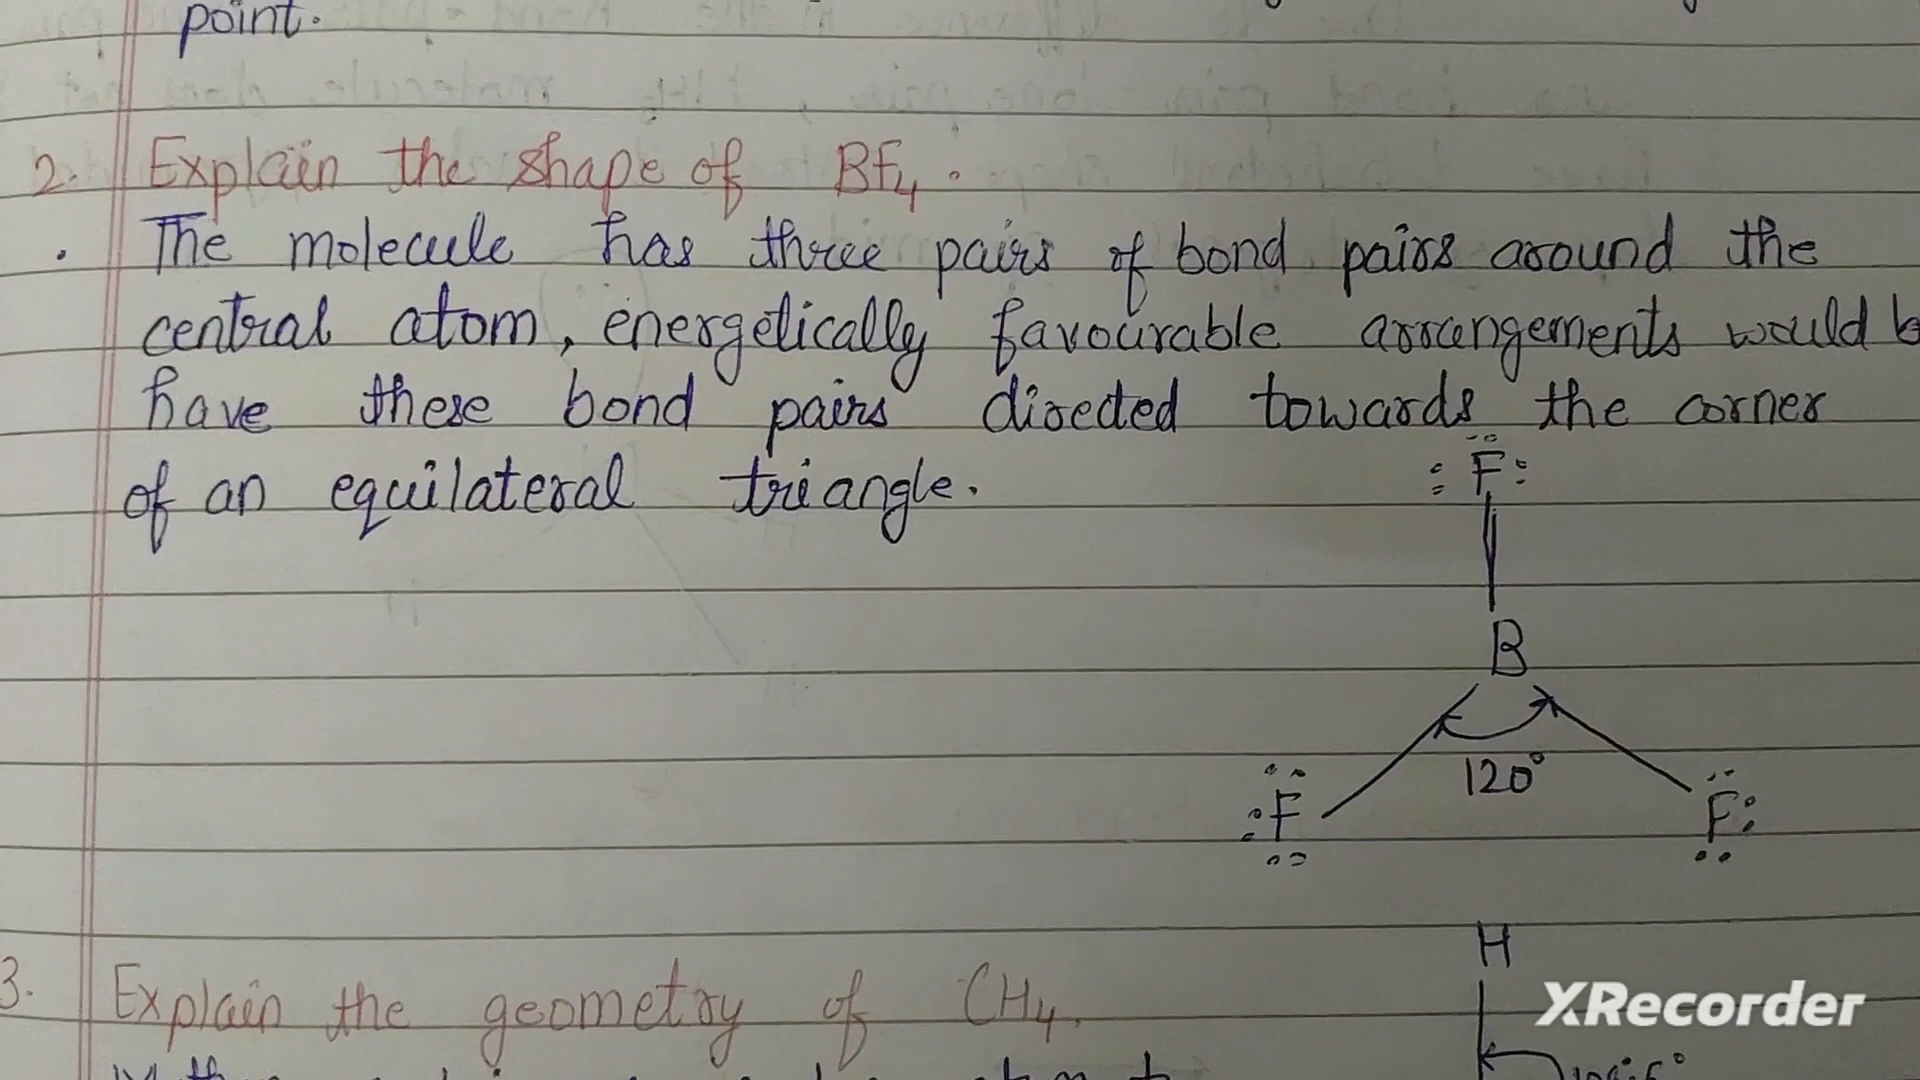 point.
2. Explain the shape of BF4.
. The molecule has three pairs of bond pairs around the
central atom, energetically favourable arrangements would b
have these bond pairs directed towards the corner
of an equilateral triangle.
F
B
120°
F F
H
3. Explain the geometry of CH4.
XRecorder